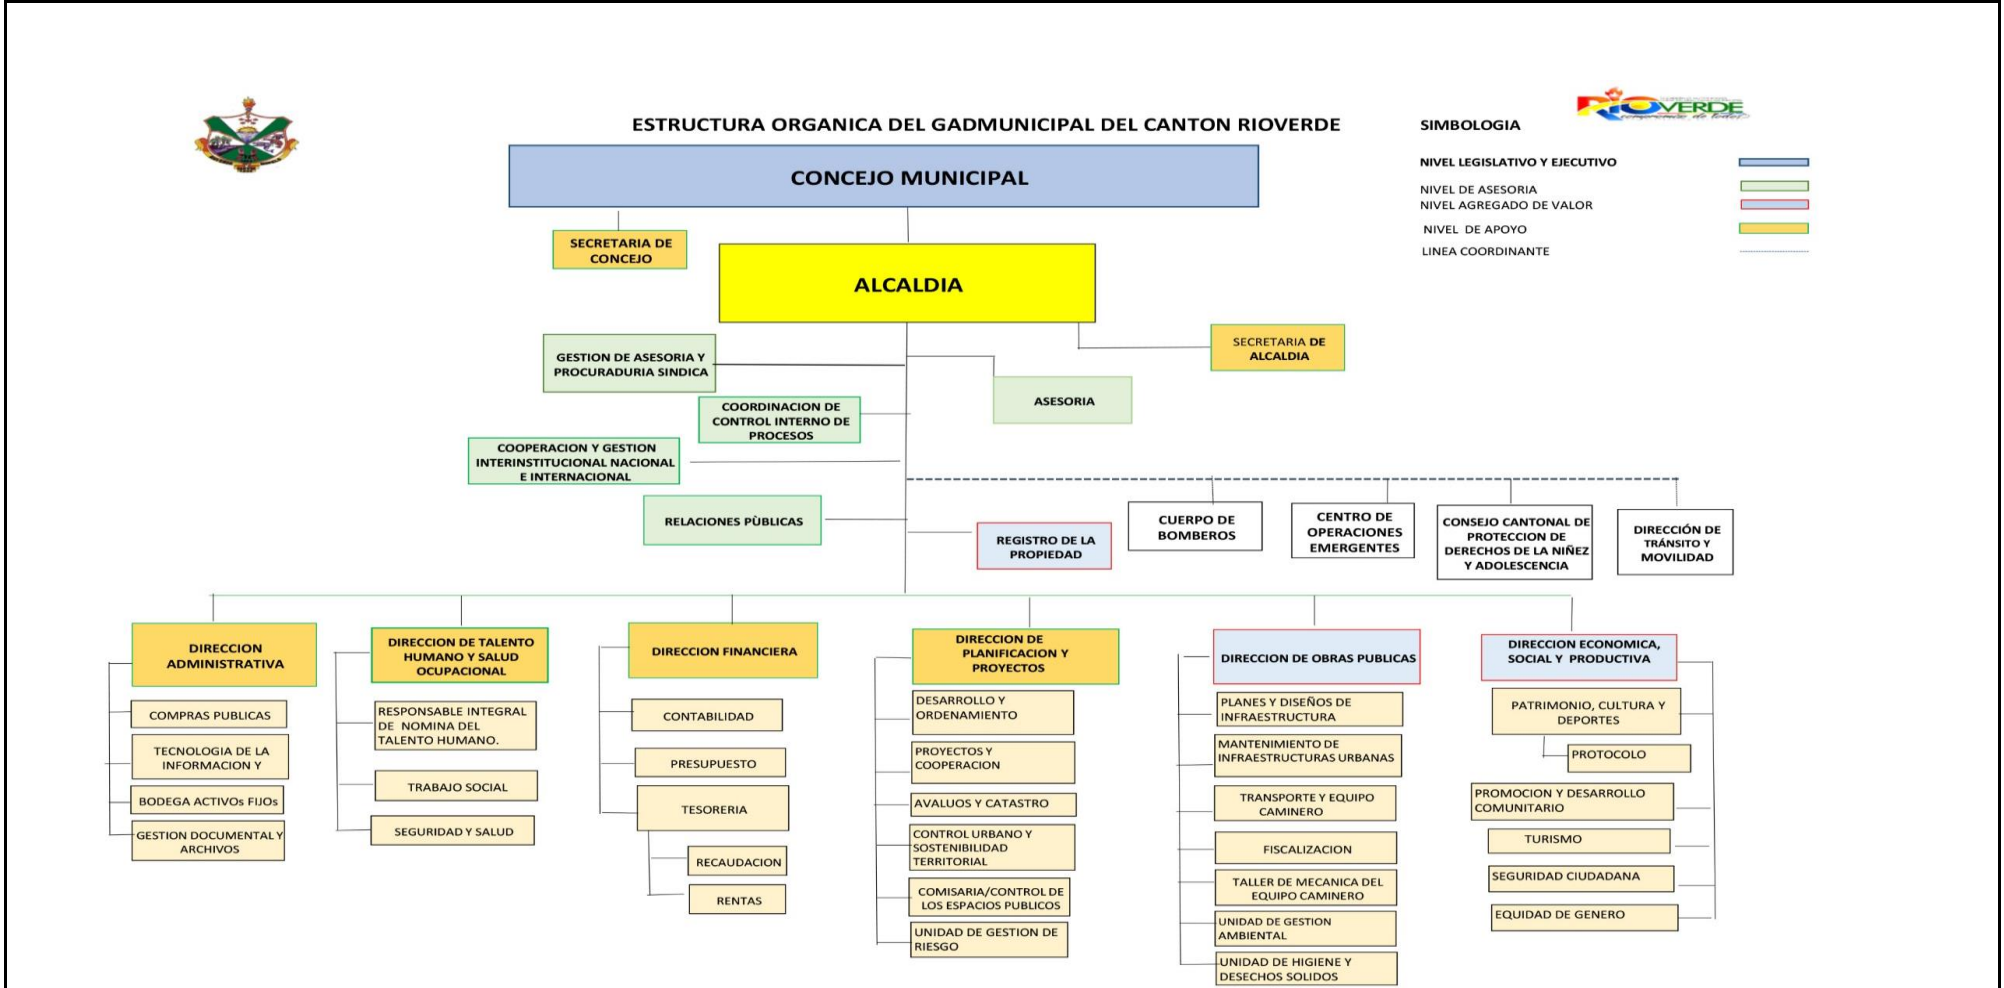 ESTRUCTURA ORGANICA DEL GADMUNICIPAL DEL CANTON RIOVERDE
RIOVERDE
SIMBOLOGIA
NIVEL LEGISLATIVO Y EJECUTIVO
NIVEL DE ASESORIA
NIVEL AGREGADO DE VALOR
NIVEL DE APOYO
LINEA COORDINANTE
CONCEJO MUNICIPAL
SECRETARIA DE
CONCEJO
ALCALDIA
SECRETARIA DE
ALCALDIA
GESTION DE ASESORIA Y
PROCURADURIA SINDICA
ASESORIA
COORDINACION DE
CONTROL INTERNO DE
PROCESOS
COOPERACION Y GESTION
INTERINSTITUCIONAL NACIONAL
E INTERNACIONAL
RELACIONES PÙBLICAS
REGISTRO DE LA
PROPIEDAD
CUERPO DE
BOMBEROS
CENTRO DE
OPERACIONES
EMERGENTES
CONSEJO CANTONAL DE
PROTECCION DE
DERECHOS DE LA NIÑEZ
Y ADOLESCENCIA
DIRECCIÓN DE
TRÁNSITO Y
MOVILIDAD
DIRECCION
ADMINISTRATIVA
COMPRAS PUBLICAS
TECNOLOGIA DE LA
INFORMACION Y
BODEGA ACTIVOs FIJOs
GESTION DOCUMENTAL Y
ARCHIVOS
DIRECCION DE TALENTO
HUMANO Y SALUD
OCUPACIONAL
RESPONSABLE INTEGRAL
DE NOMINA DEL
TALENTO HUMANO.
TRABAJO SOCIAL
SEGURIDAD Y SALUD
DIRECCION FINANCIERA
CONTABILIDAD
PRESUPUESTO
TESORERIA
RECAUDACION
RENTAS
DIRECCION DE
PLANIFICACION Y
PROYECTOS
DESARROLLO Y
ORDENAMIENTO
PROYECTOS Y
COOPERACION
AVALUOS Y CATASTRO
CONTROL URBANO Y
SOSTENIBILIDAD
TERRITORIAL
COMISARIA/CONTROL DE
LOS ESPACIOS PUBLICOS
UNIDAD DE GESTION DE
RIESGO
DIRECCION DE OBRAS PUBLICAS
PLANES Y DISEÑOS DE
INFRAESTRUCTURA
MANTENIMIENTO DE
INFRAESTRUCTURAS URBANAS
TRANSPORTE Y EQUIPO
CAMINERO
FISCALIZACION
TALLER DE MECANICA DEL
EQUIPO CAMINERO
UNIDAD DE GESTION
AMBIENTAL
UNIDAD DE HIGIENE Y
DESECHOS SOLIDOS
DIRECCION ECONOMICA,
SOCIAL Y PRODUCTIVA
PATRIMONIO, CULTURA Y
DEPORTES
PROTOCOLO
PROMOCION Y DESARROLLO
COMUNITARIO
TURISMO
SEGURIDAD CIUDADANA
EQUIDAD DE GENERO